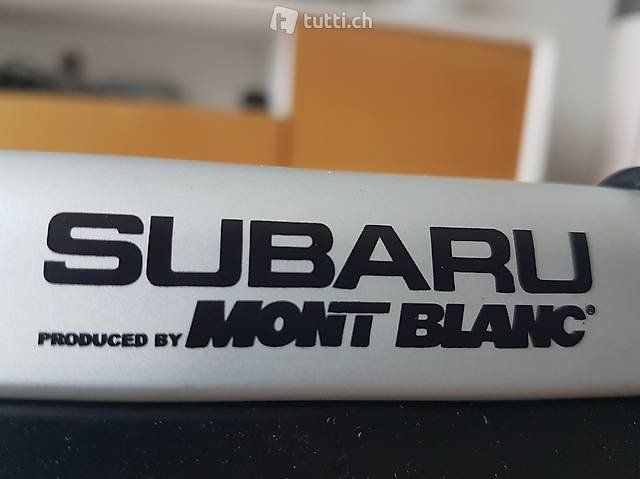 tutti.ch
SUBARU
PRODUCED BY MONT BLANC®